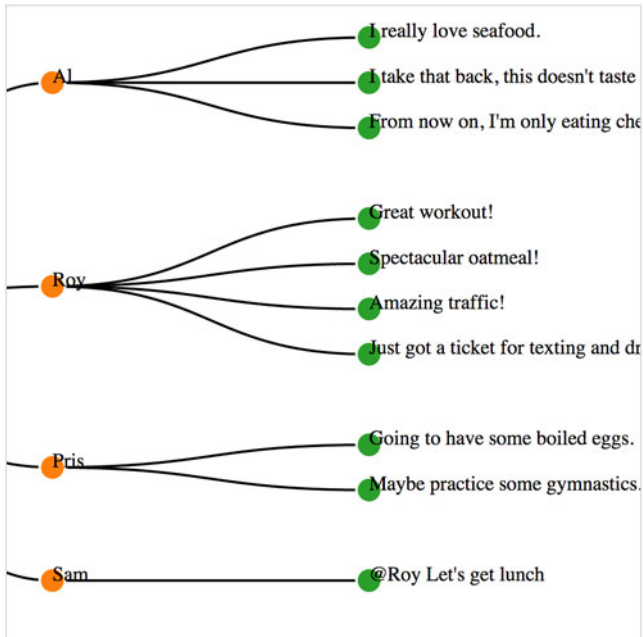 Al
I really love seafood.
I take that back, this doesn't taste
From now on, I'm only eating
Roy
Great workout!
Spectacular oatmeal!
Amazing traffic!
Just got a ticket for texting and
Pris
Going to have some boiled eggs.
Maybe practice some gymnastics.
Sam
@Roy Let's get lunch